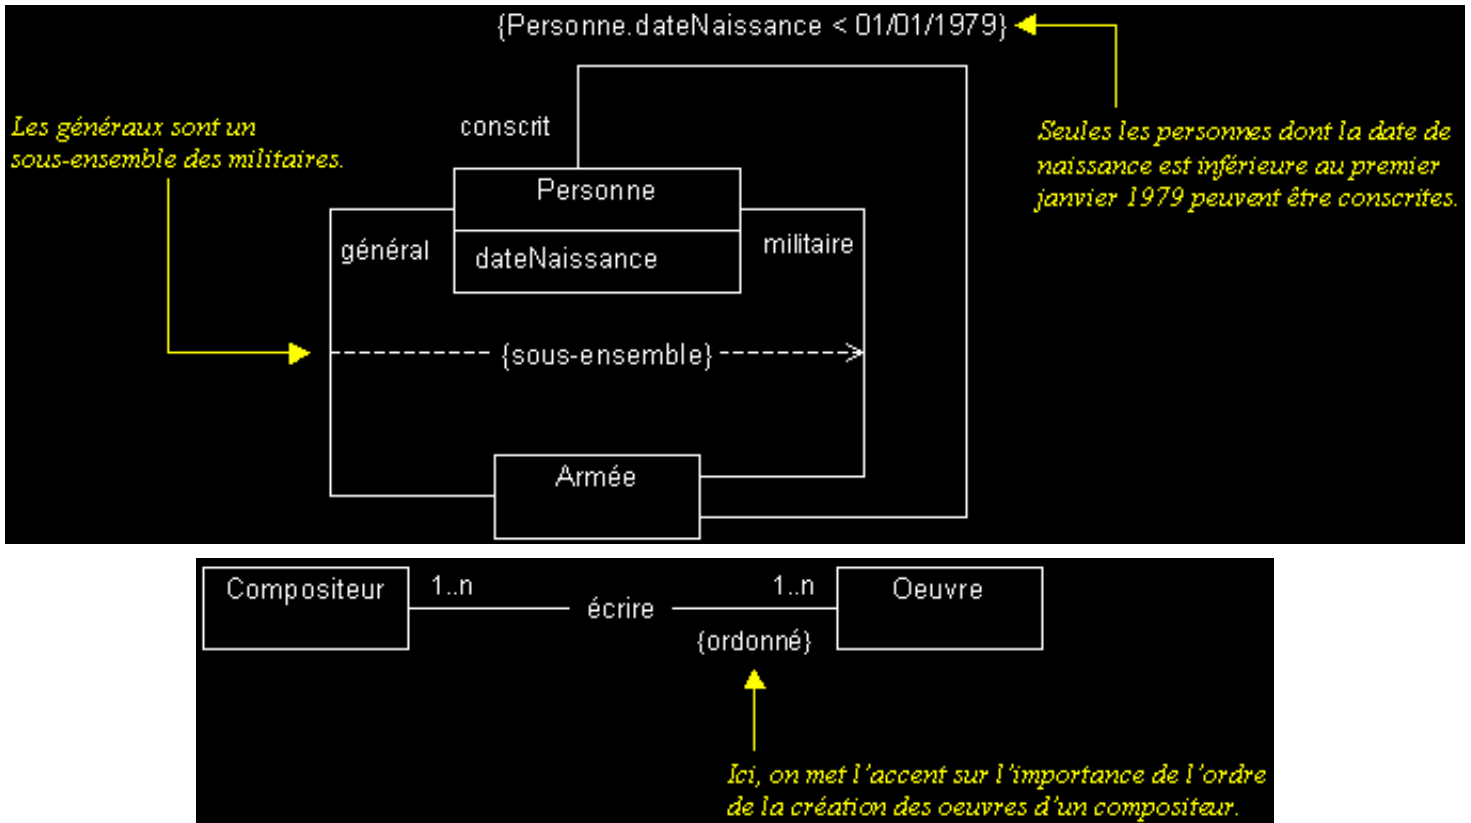 {Personne.dateNaissance < 01/01/1979}
Les généraux sont un
sous-ensemble des militaires.
conscrit
Seules les personnes dont la date de
naissance est inférieure au premier
janvier 1979 peuvent être conscrites.
Personne
général
militaire
dateNaissance
{sous-ensemble}
Armée
Compositeur
1..n
écrire
1..n
Oeuvre
{ordonné}
Ici, on met l'accent sur l'importance de l'ordre
de la création des oeuvres d'un compositeur.